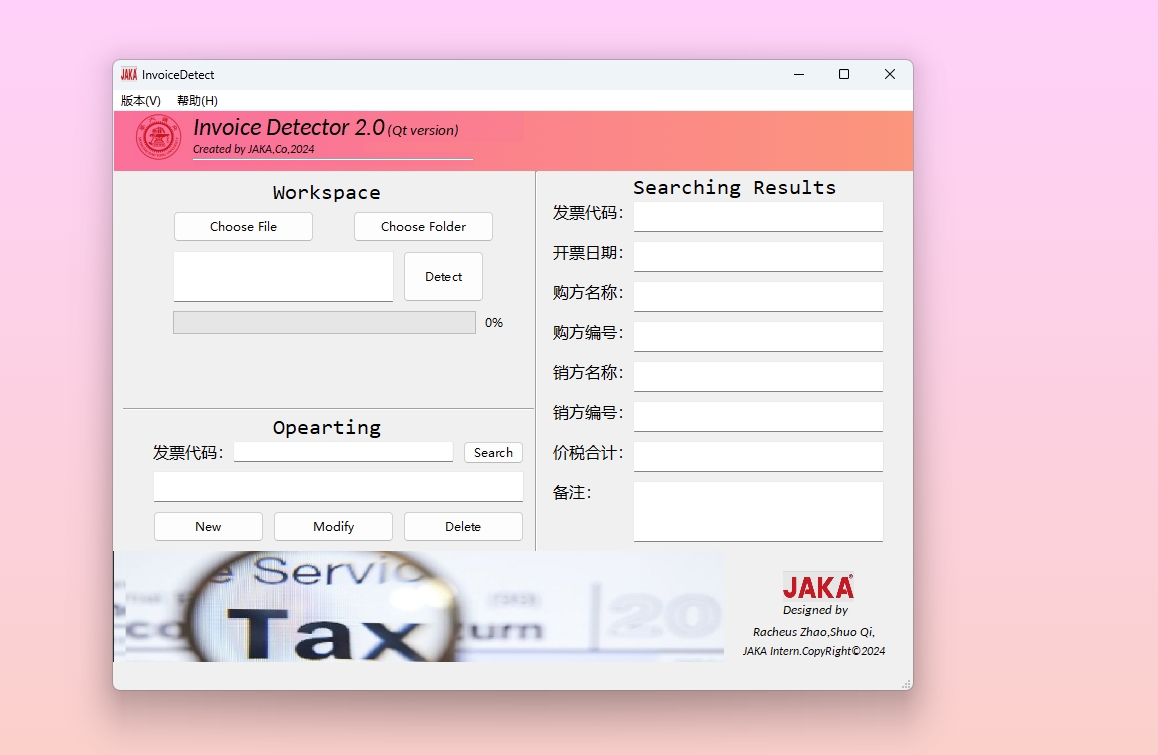 JAKA InvoiceDetect
版本(V) 帮助(H)
Invoice Detector 2.0 (Qt version)
Created by JAKA,Co,2024
Workspace
Choose File Choose Folder
Detect
0%
Opearting
发票代码: Search
New Modify Delete
Searching Results
发票代码:
开票日期:
购方名称:
购方编号:
销方名称:
销方编号:
价税合计:
备注:
e Servic
Tax
co
turn
20
JAKA®
Designed by
Racheus Zhao,Shuo Qi,
JAKA Intern.CopyRight©2024